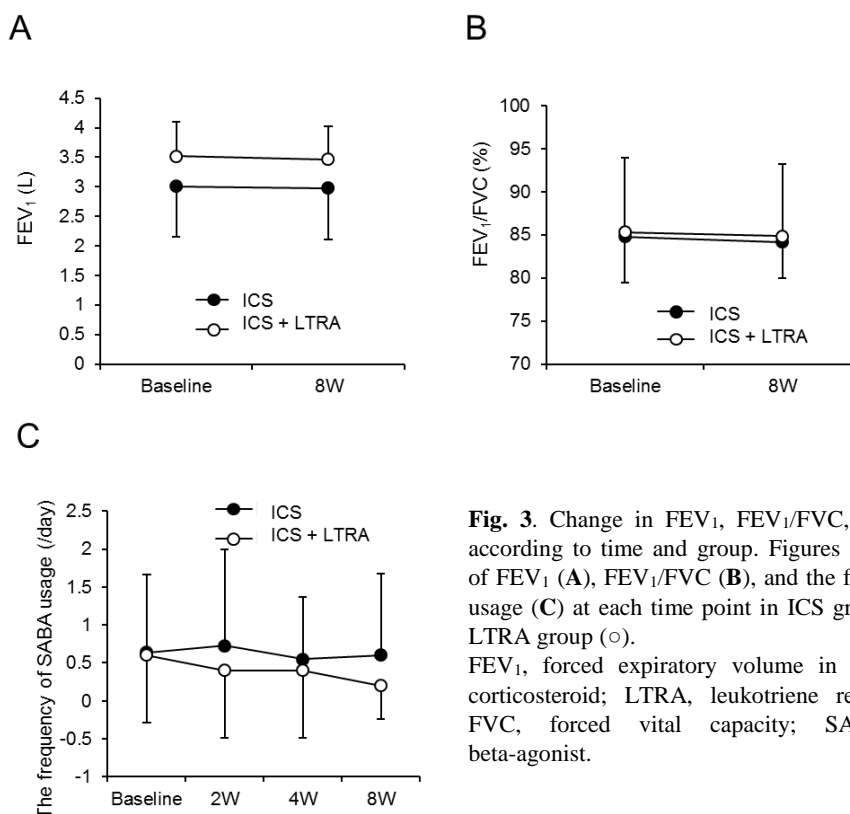 A
4.5
4
3.5
3
2.5
2
1.5
1
0.5
0
FEV₁ (L)
ICS
ICS + LTRA
Baseline 8W
B
100
95
90
85
80
75
70
FEV₁/FVC (%)
ICS
ICS + LTRA
Baseline 8W
C
2.5
2
1.5
1
0.5
0
-0.5
-1
The frequency of SABA usage (/day)
ICS
ICS + LTRA
Baseline 2W 4W 8W
Fig. 3. Change in FEV₁, FEV₁/FVC,
according to time and group. Figures
of FEV₁ (A), FEV₁/FVC (B), and the f
usage (C) at each time point in ICS gr
LTRA group (○).
FEV₁, forced expiratory volume in
corticosteroid; LTRA, leukotriene re
FVC, forced vital capacity; SA
beta-agonist.